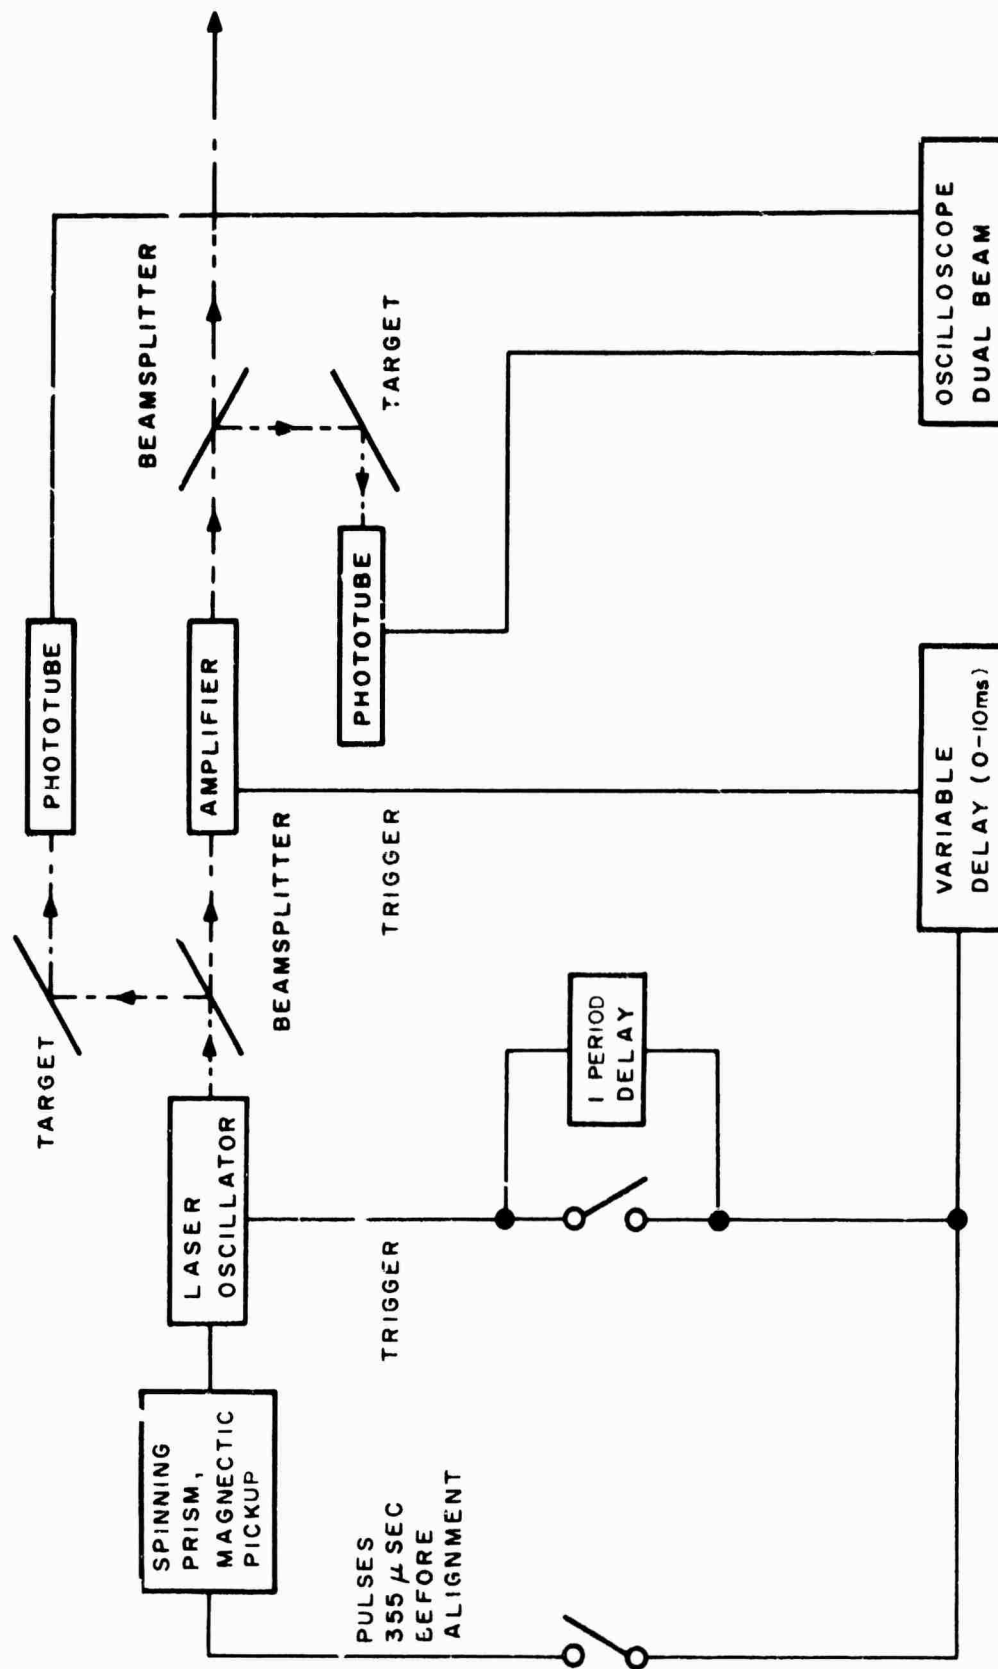 SPINNING
PRISM,
MAGNECTIC
PICKUP
LASER
OSCILLATOR
TARGET
PHOTOTUBE
BEAMSPLITTER
AMPLIFIER
BEAMSPLITTER
TARGET
PHOTOTUBE
PULSES
355 μ SEC
EEFORE
ALIGNMENT
TRIGGER
TRIGGER
1 PERIOD
DELAY
VARIABLE
DELAY (0-10ms)
OSCILLOSCOPE
DUAL BEAM